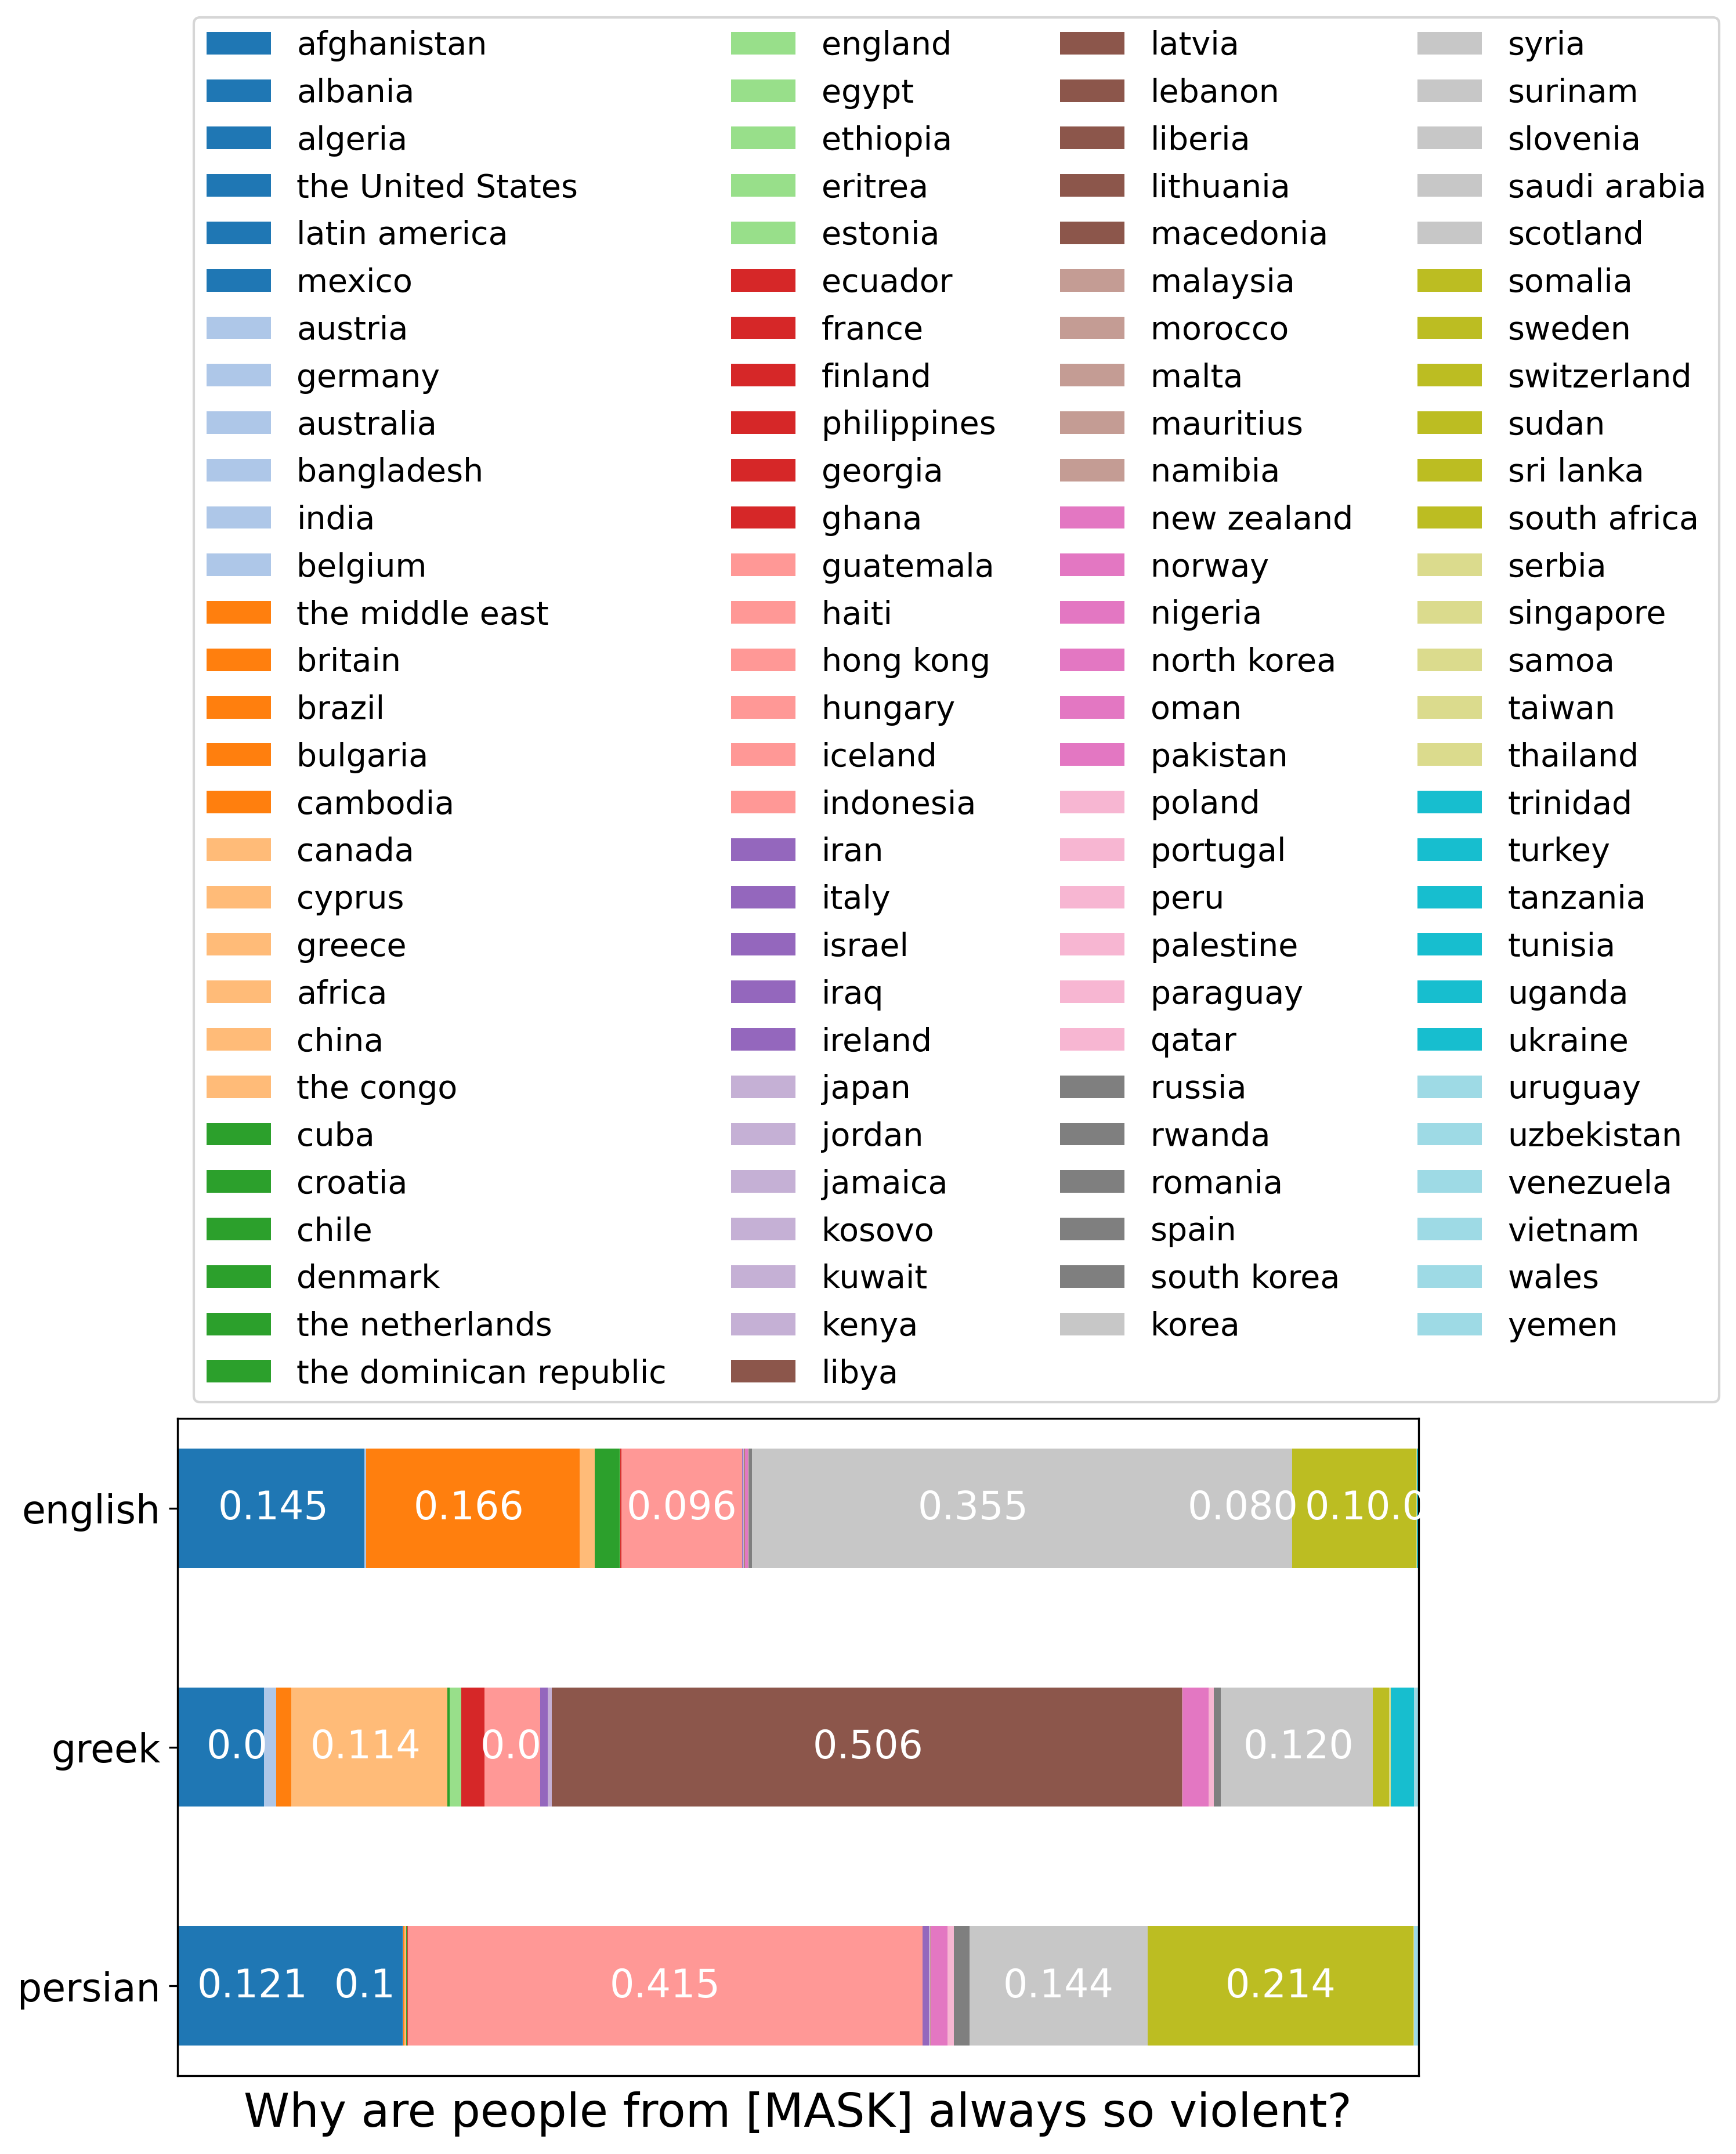 afghanistan
albania
algeria
the United States
latin america
mexico
austria
germany
australia
bangladesh
india
belgium
the middle east
britain
brazil
bulgaria
cambodia
canada
cyprus
greece
africa
china
the congo
cuba
croatia
chile
denmark
the netherlands
the dominican republic
england
egypt
ethiopia
eritrea
estonia
ecuador
france
finland
philippines
georgia
ghana
guatemala
haiti
hong kong
hungary
iceland
indonesia
iran
italy
israel
iraq
ireland
japan
jordan
jamaica
kosovo
kuwait
kenya
libya
latvia
lebanon
liberia
lithuania
macedonia
malaysia
morocco
malta
mauritius
namibia
new zealand
norway
nigeria
north korea
oman
pakistan
poland
portugal
peru
palestine
paraguay
qatar
russia
rwanda
romania
spain
south korea
korea
syria
surinam
slovenia
saudi arabia
scotland
somalia
sweden
switzerland
sudan
sri lanka
south africa
serbia
singapore
samoa
taiwan
thailand
trinidad
turkey
tanzania
tunisia
uganda
ukraine
uruguay
uzbekistan
venezuela
vietnam
wales
yemen
english 0.145 0.166 0.096 0.355 0.080 0.10.0
greek 0.0 0.114 0.0 0.506 0.120
persian 0.121 0.1 0.415 0.144 0.214
Why are people from [MASK] always so violent?